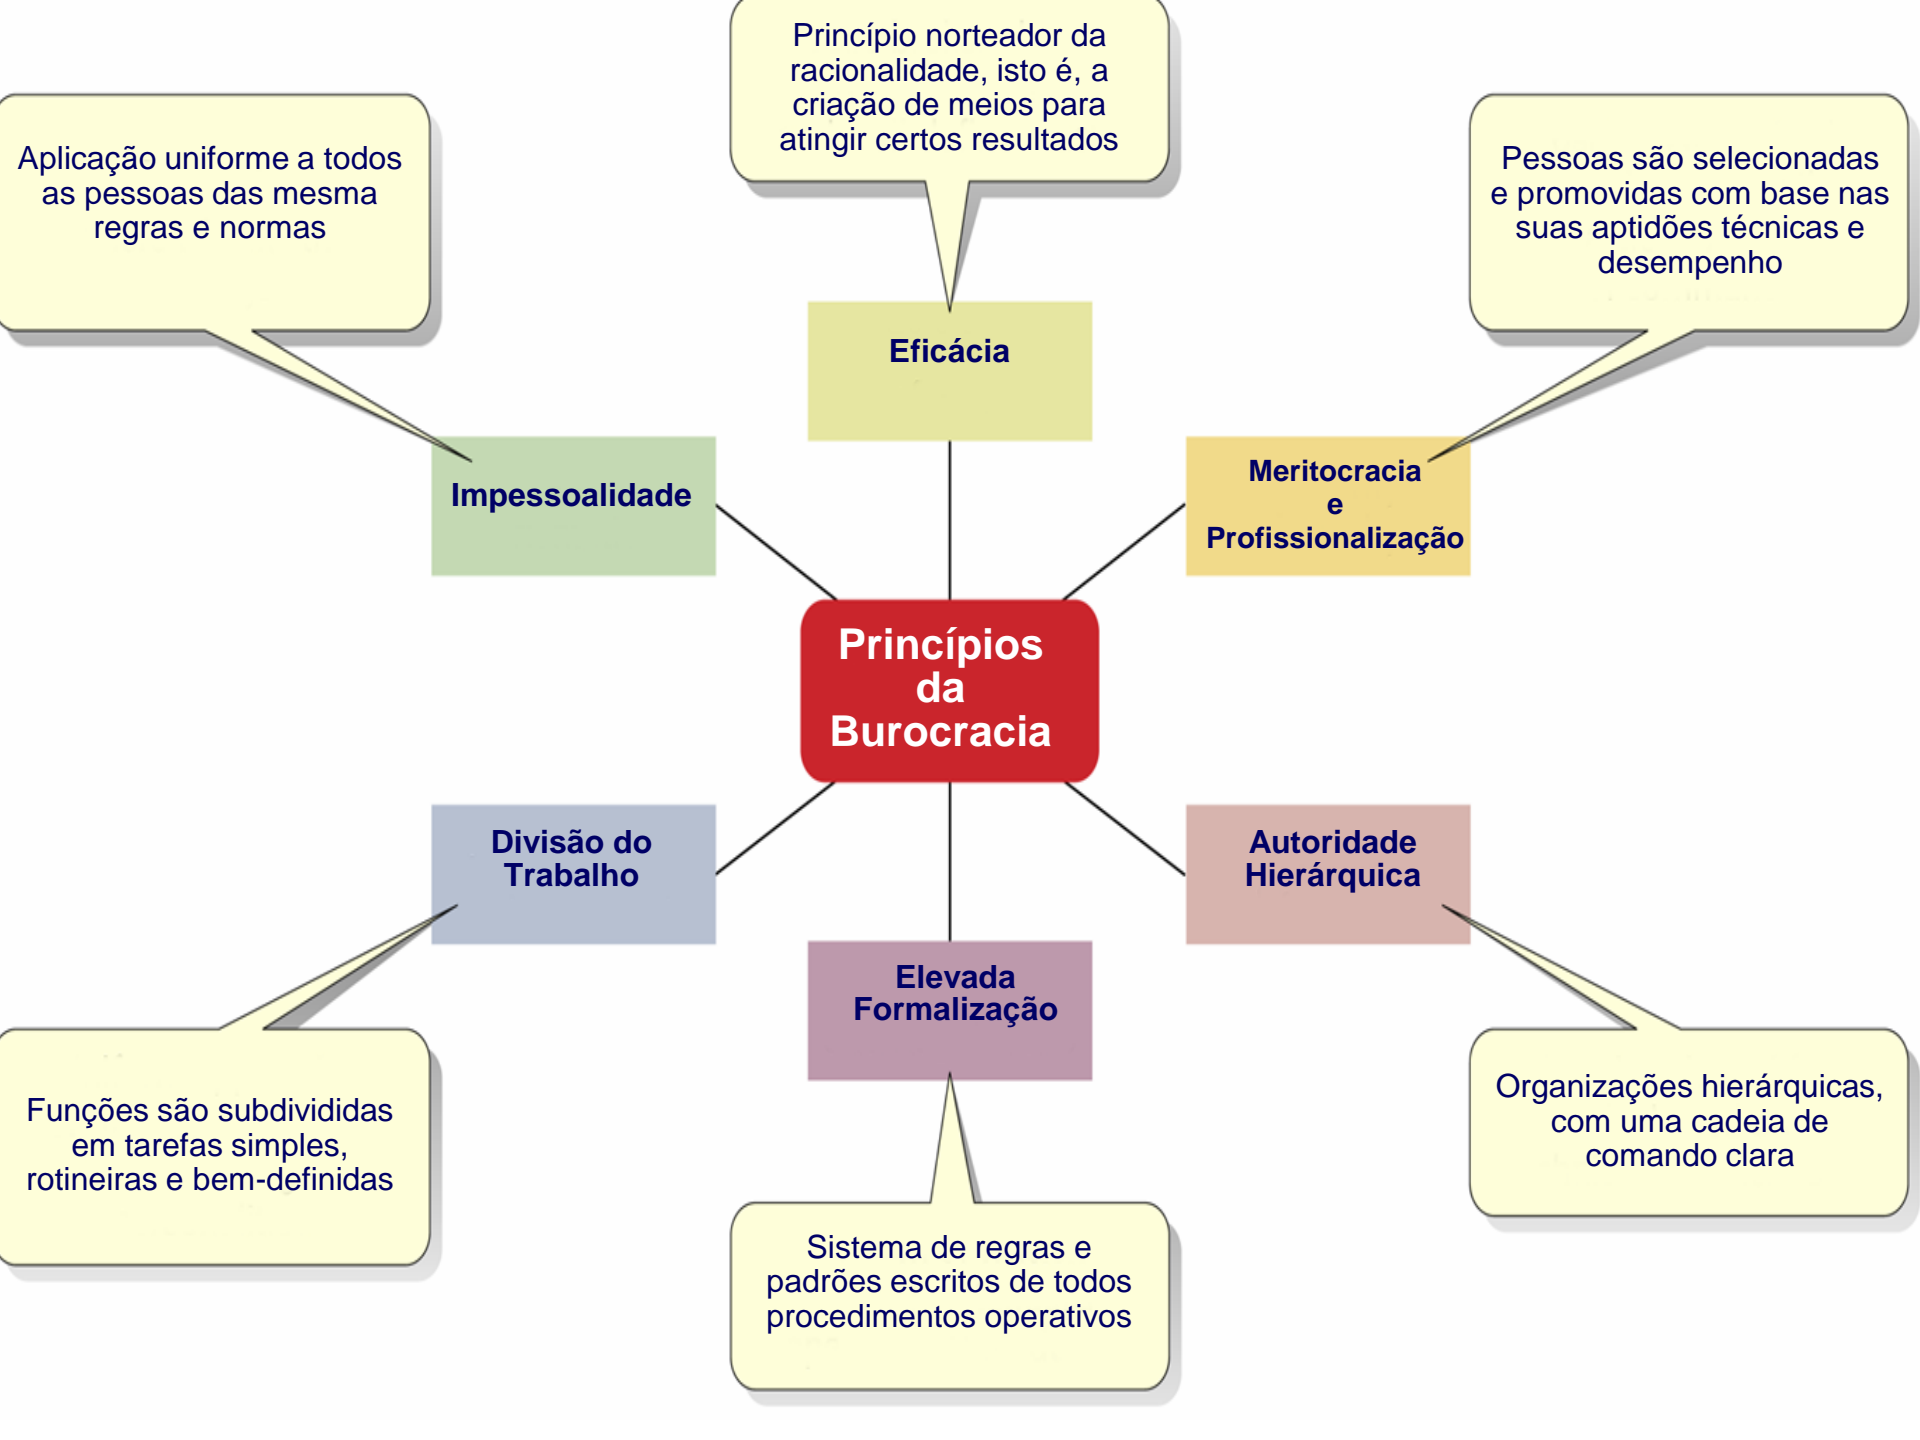 Princípio norteador da
racionalidade, isto é, a
criação de meios para
atingir certos resultados
Aplicação uniforme a todos
as pessoas das mesma
regras e normas
Pessoas são selecionadas
e promovidas com base nas
suas aptidões técnicas e
desempenho
Eficácia
Impessoalidade
Meritocracia
e
Profissionalização
Princípios
da
Burocracia
Divisão do
Trabalho
Autoridade
Hierárquica
Elevada
Formalização
Funções são subdivididas
em tarefas simples,
rotineiras e bem-definidas
Organizações hierárquicas,
com uma cadeia de
comando clara
Sistema de regras e
padrões escritos de todos
procedimentos operativos